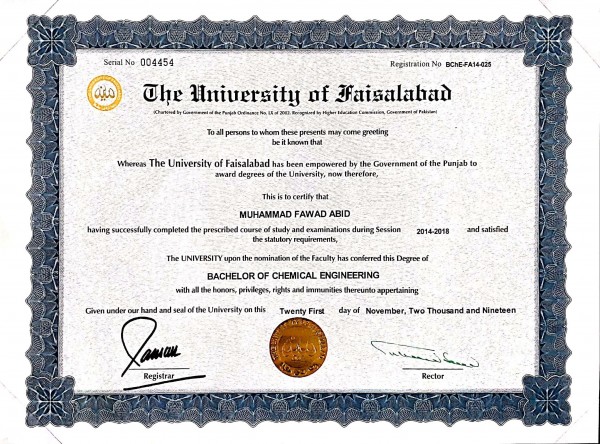 Serial No 004454
Registration No BChE-FA14-025
The University of Faisalabad
(Chartered by Government of the Punjab Ordinance No. LX of 2002, Recognized by Higher Education Commission, Government of Pakistan)
To all persons to whom these presents may come greeting
be it known that
Whereas The University of Faisalabad has been empowered by the Government of the Punjab to
award degrees of the University, now therefore,
This is to certify that
MUHAMMAD FAWAD ABID
having successfully completed the prescribed course of study and examinations during Session 2014-2018 and satisfied
the statutory requirements,
The UNIVERSITY upon the nomination of the Faculty has conferred this Degree of
BACHELOR OF CHEMICAL ENGINEERING
with all the honors, privileges, rights and immunities thereunto appertaining
Given under our hand and seal of the University on this Twenty First day of November, Two Thousand and Nineteen
Registrar
Rector